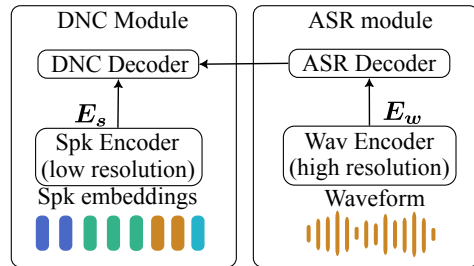 DNC Module
DNC Decoder
E_s
Spk Encoder
(low resolution)
Spk embeddings
ASR module
ASR Decoder
E_w
Wav Encoder
(high resolution)
Waveform